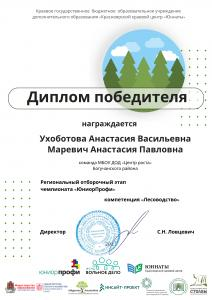 Краевое государственное бюджетное образовательное учреждение
дополнительного образования «Красноярский краевой центр «Юннаты»
Диплом победителя
награждается
Ухоботова Анастасия Васильевна
Маревич Анастасия Павловна
команда МБОУ ДОД «Центр роста»
Богучанского района
Региональный отборочный этап
чемпионата «ЮниорПрофи»
компетенция «Лесоводство»
Директор
С.Н. Ловцевич
юниорпрофи
ВОЛЬНОЕ ДЕЛО
ЮННАТЫ
ИНСАЙТ-ПРОЕКТ
СТОЛБЫ